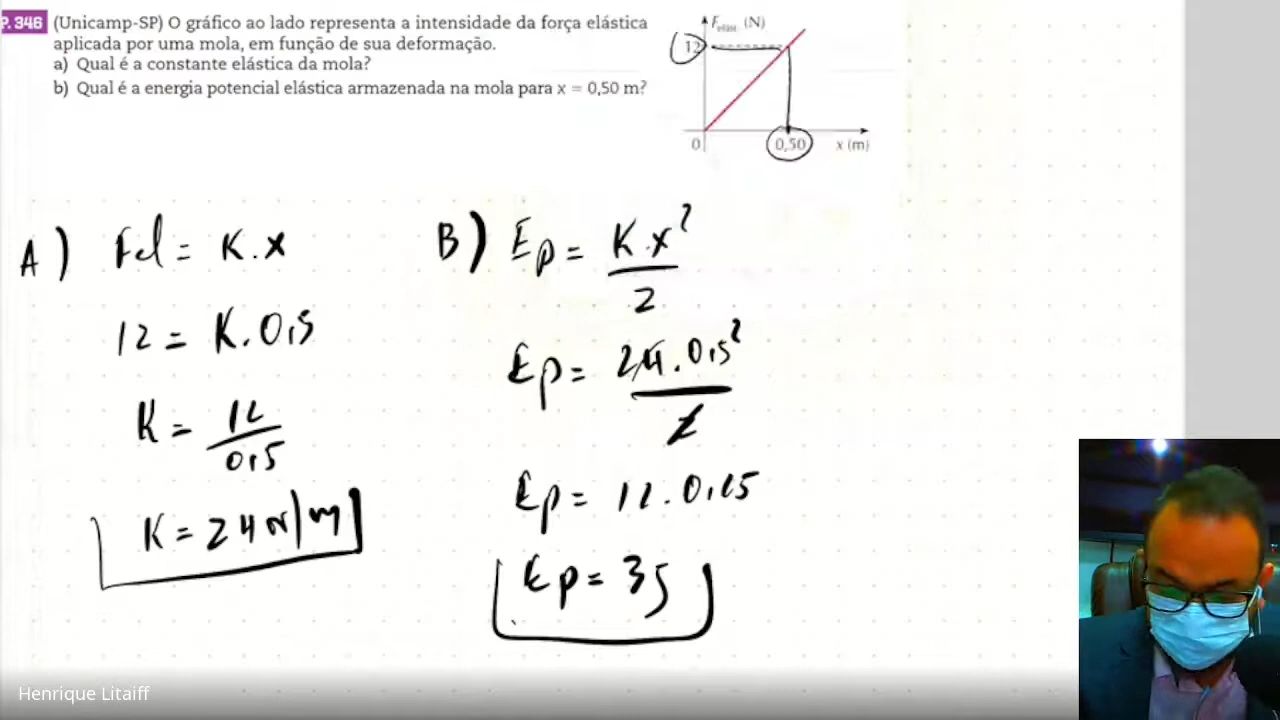 P. 346 (Unicamp-SP) O gráfico ao lado representa a intensidade da força elástica
aplicada por uma mola, em função de sua deformação.
a) Qual é a constante elástica da mola?
b) Qual é a energia potencial elástica armazenada na mola para x = 0,50 m?
Felást. (N)
12
0
0,50
x (m)
A) Fel = K.x
12 = K.0,5
K = 12/0,5
K = 24 N/m
B) Ep = K.x²/2
Ep = 24.0,5²/2
Ep = 12.0,25
Ep = 3J
Henrique Litaiff